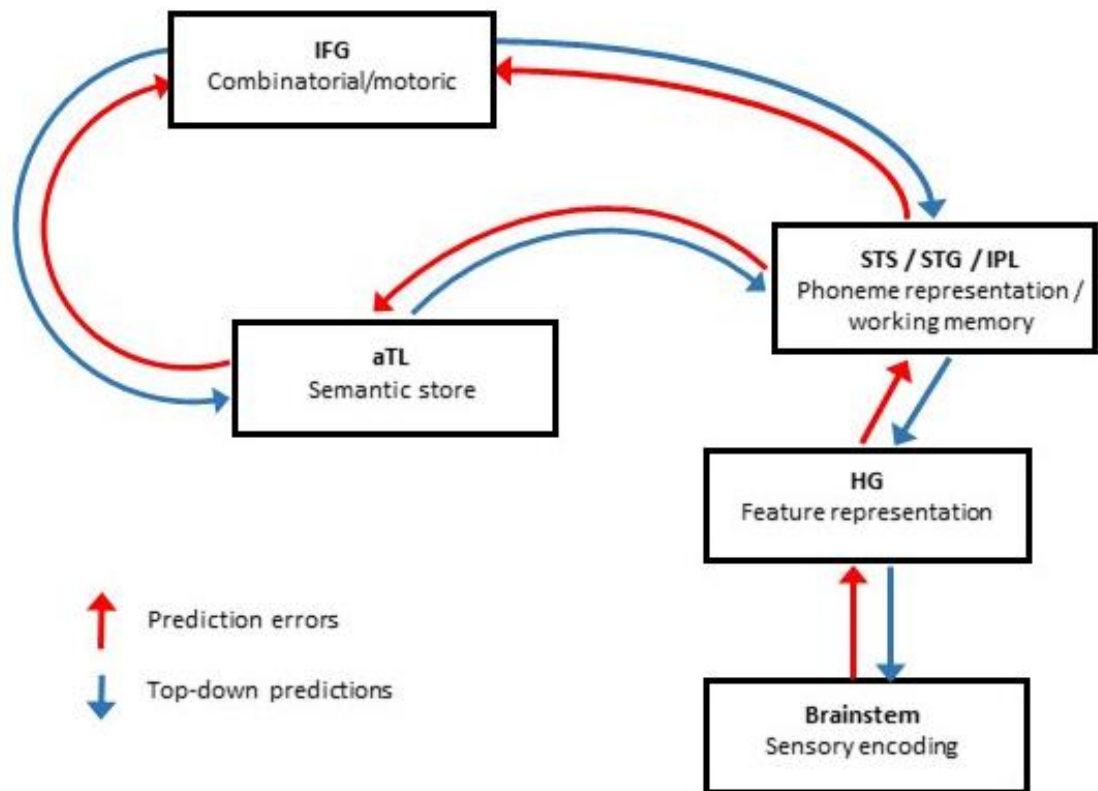 IFG
Combinatorial/motoric
STS / STG / IPL
Phoneme representation /
working memory
aTL
Semantic store
HG
Feature representation
Prediction errors
Top-down predictions
Brainstem
Sensory encoding